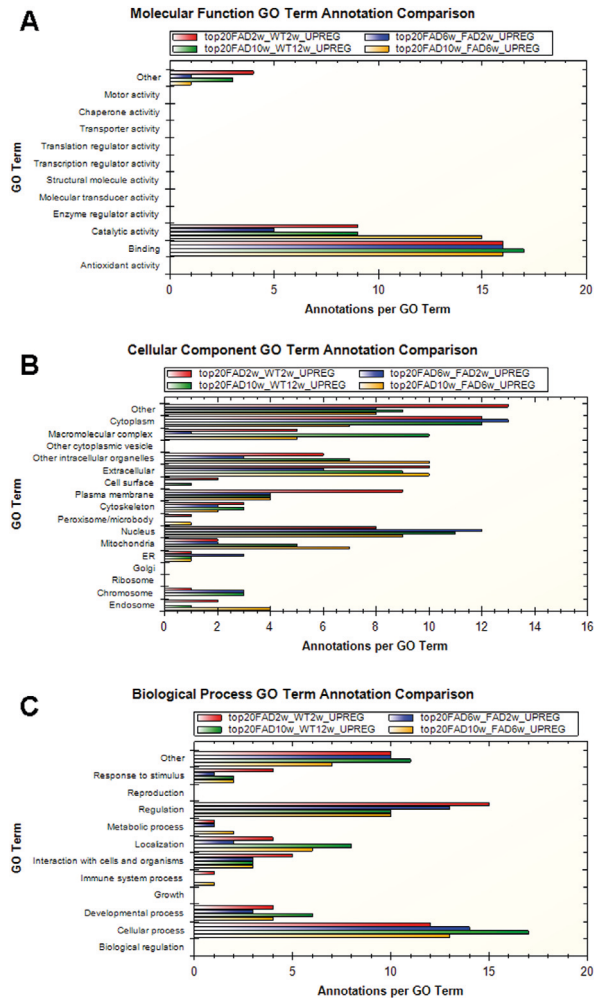 A
Molecular Function GO Term Annotation Comparison
top20FAD2w_WT2w_UPREG top20FAD6w_FAD2w_UPREG
top20FAD10w_WT12w_UPREG top20FAD10w_FAD6w_UPREG
GO Term
Other
Motor activity
Chaperone activitiy
Transporter activity
Translation regulator activity
Transcription regulator activity
Structural molecule activity
Molecular transducer activity
Enzyme regulator activity
Catalytic activity
Binding
Antioxidant activity
0 5 10 15 20
Annotations per GO Term
B
Cellular Component GO Term Annotation Comparison
top20FAD2w_WT2w_UPREG top20FAD6w_FAD2w_UPREG
top20FAD10w_WT12w_UPREG top20FAD10w_FAD6w_UPREG
GO Term
Other
Cytoplasm
Macromolecular complex
Other cytoplasmic vesicle
Other intracellular organelles
Extracellular
Cell surface
Plasma membrane
Cytoskeleton
Peroxisome/microbody
Nucleus
Mitochondria
ER
Golgi
Ribosome
Chromosome
Endosome
0 2 4 6 8 10 12 14 16
Annotations per GO Term
C
Biological Process GO Term Annotation Comparison
top20FAD2w_WT2w_UPREG top20FAD6w_FAD2w_UPREG
top20FAD10w_WT12w_UPREG top20FAD10w_FAD6w_UPREG
GO Term
Other
Response to stimulus
Reproduction
Regulation
Metabolic process
Localization
Interaction with cells and organisms
Immune system process
Growth
Developmental process
Cellular process
Biological regulation
0 5 10 15 20
Annotations per GO Term